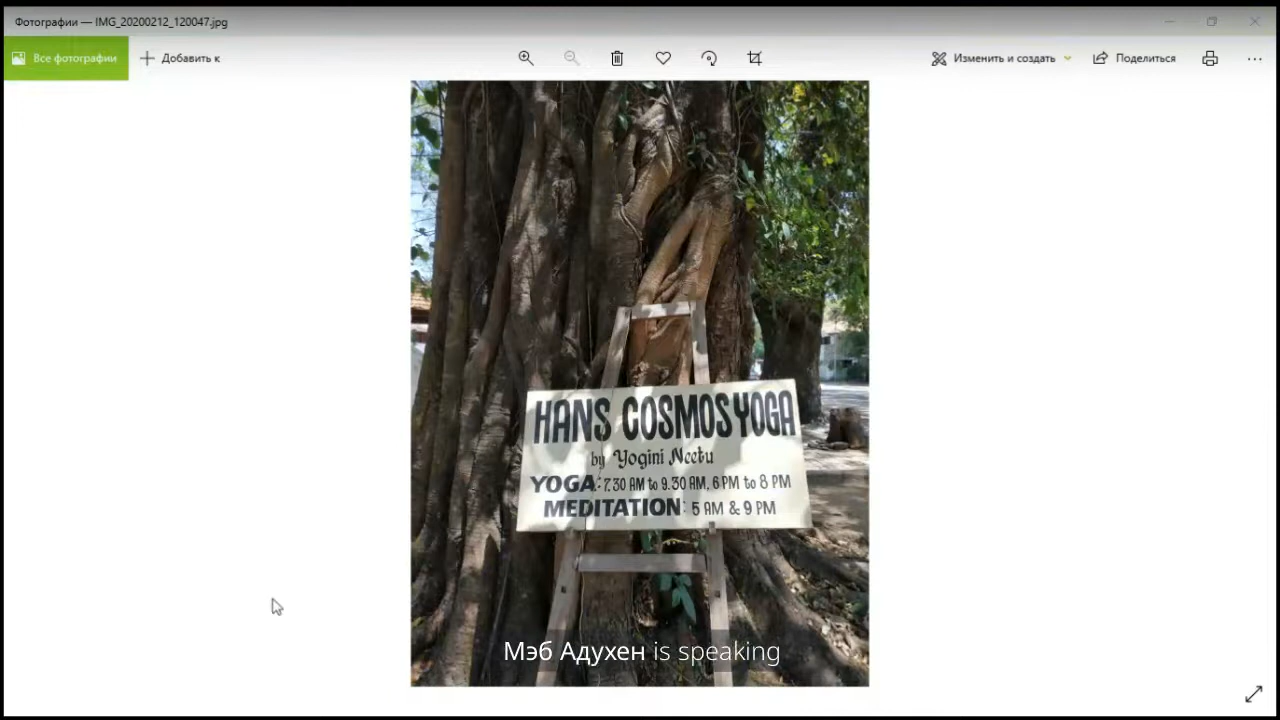 Фотографии — IMG_20200212_120047.jpg
Все фотографии
Добавить к
Изменить и создать
Поделиться
HANS COSMOS YOGA
by Yogini Neetu
YOGA: 7.30 AM to 9.30 AM, 6 PM to 8 PM
MEDITATION: 5 AM & 9 PM
Мэб Адухен is speaking